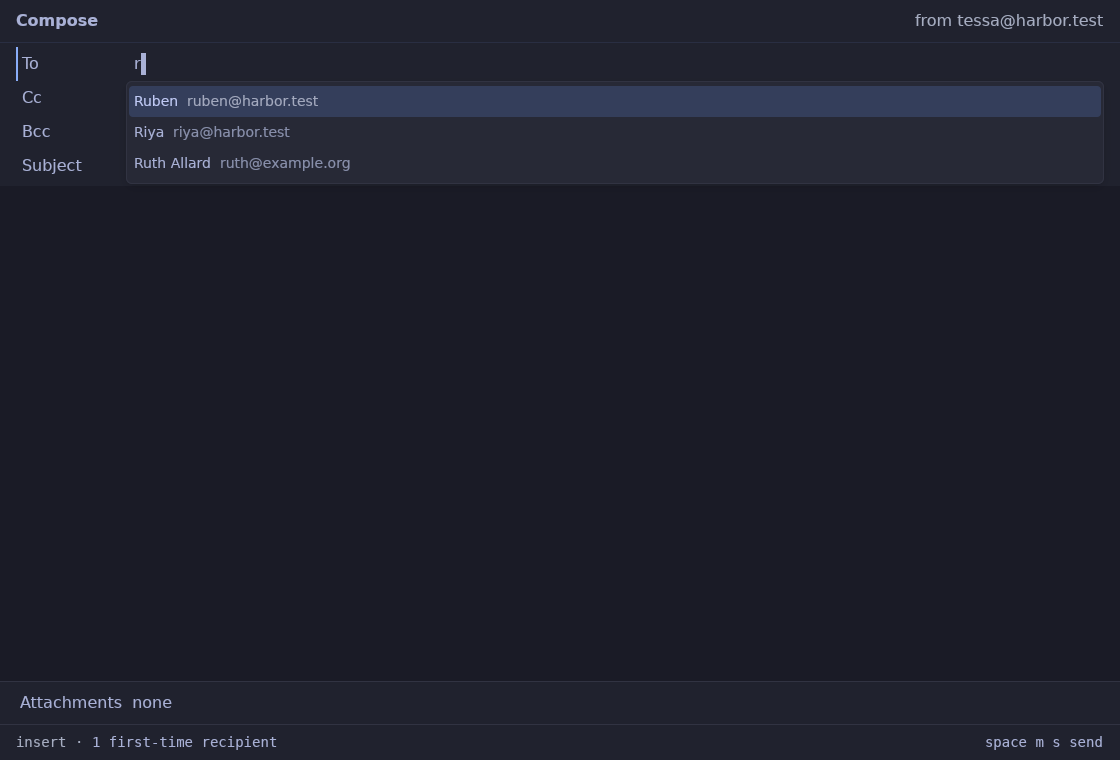 Compose from tessa@harbor.test
To r
Cc
Ruben ruben@harbor.test
Bcc
Riya riya@harbor.test
Subject
Ruth Allard ruth@example.org
Attachments none
insert · 1 first-time recipient space m s send